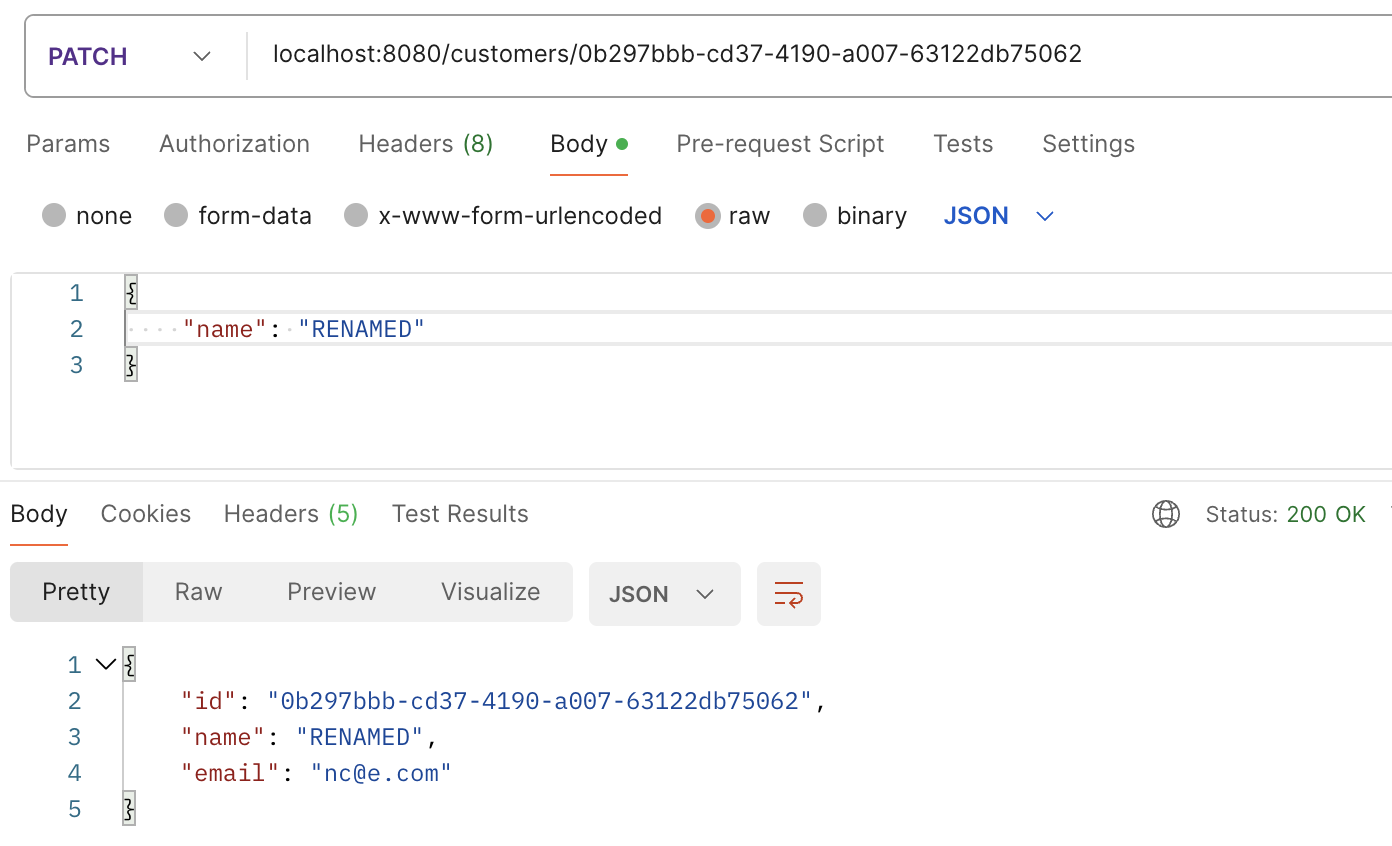 PATCH localhost:8080/customers/0b297bbb-cd37-4190-a007-63122db75062
Params Authorization Headers (8) Body Pre-request Script Tests Settings
none form-data x-www-form-urlencoded raw binary JSON
1 {
2 ····"name":·"RENAMED"
3 }
Body Cookies Headers (5) Test Results Status: 200 OK
Pretty Raw Preview Visualize JSON
1 {
2 "id": "0b297bbb-cd37-4190-a007-63122db75062",
3 "name": "RENAMED",
4 "email": "nc@e.com"
5 }